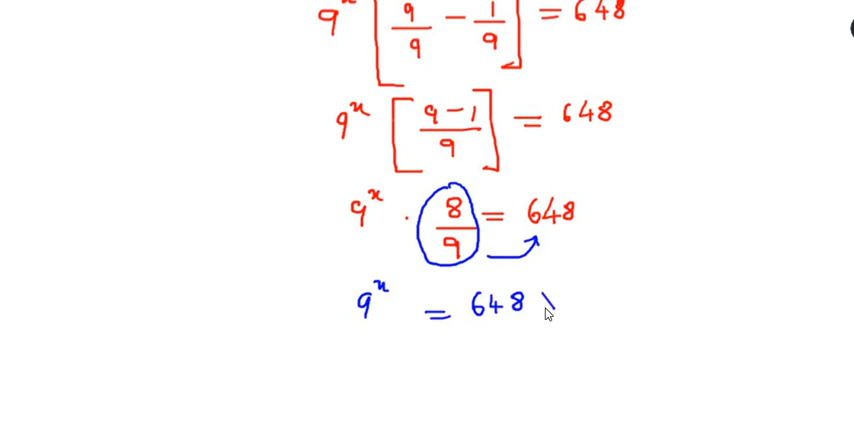 9^x [9/9 - 1/9] = 648
9^x [(9-1)/9] = 648
9^x . 8/9 = 648
9^x = 648